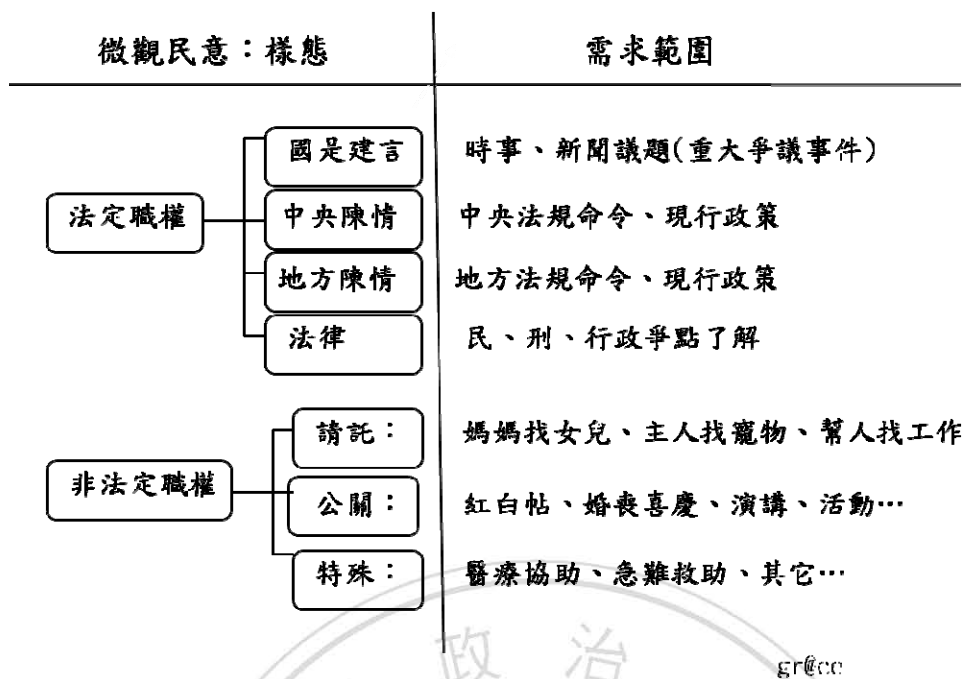 微觀民意：樣態 需求範圍
國是建言 時事、新聞議題(重大爭議事件)
法定職權 中央陳情 中央法規命令、現行政策
地方陳情 地方法規命令、現行政策
法律 民、刑、行政爭點了解
請託： 媽媽找女兒、主人找寵物、幫人找工作
非法定職權 公關： 紅白帖、婚喪喜慶、演講、活動…
特殊： 醫療協助、急難救助、其它…
政 治